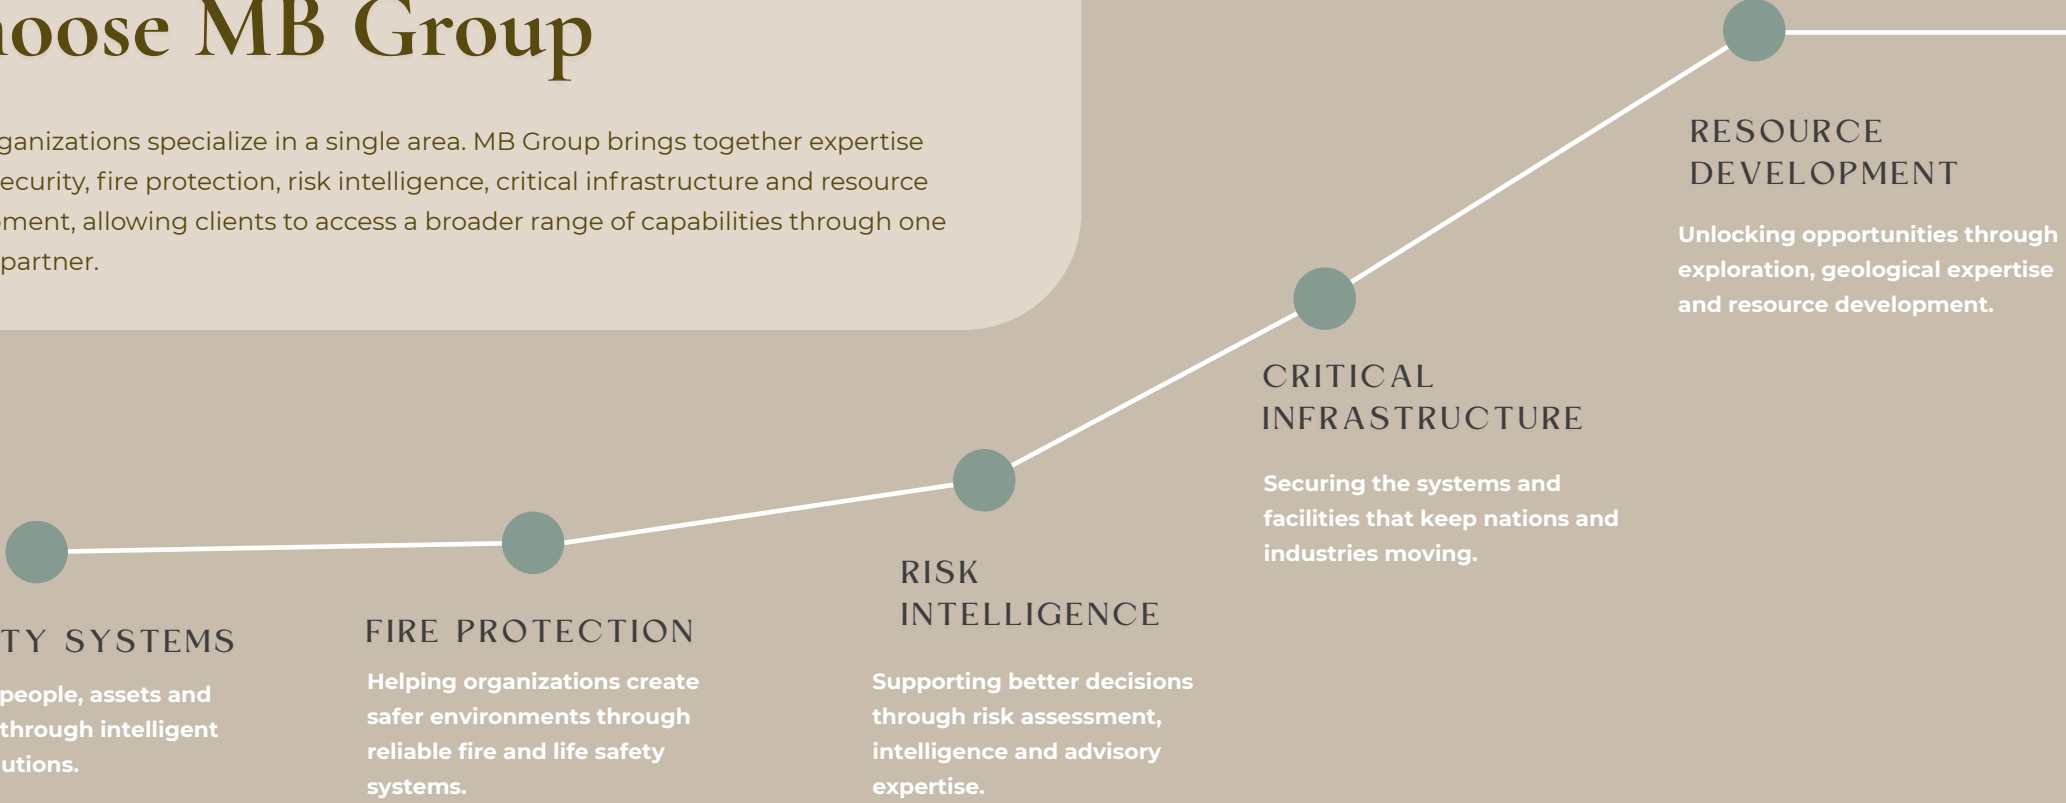 hoose MB Group
ganizations specialize in a single area. MB Group brings together expertise
ecurity, fire protection, risk intelligence, critical infrastructure and resource
ment, allowing clients to access a broader range of capabilities through one
partner.
RESOURCE
DEVELOPMENT
Unlocking opportunities through
exploration, geological expertise
and resource development.
CRITICAL
INFRASTRUCTURE
Securing the systems and
facilities that keep nations and
industries moving.
RISK
INTELLIGENCE
Supporting better decisions
through risk assessment,
intelligence and advisory
expertise.
FIRE PROTECTION
Helping organizations create
safer environments through
reliable fire and life safety
systems.
TY SYSTEMS
people, assets and
through intelligent
utions.